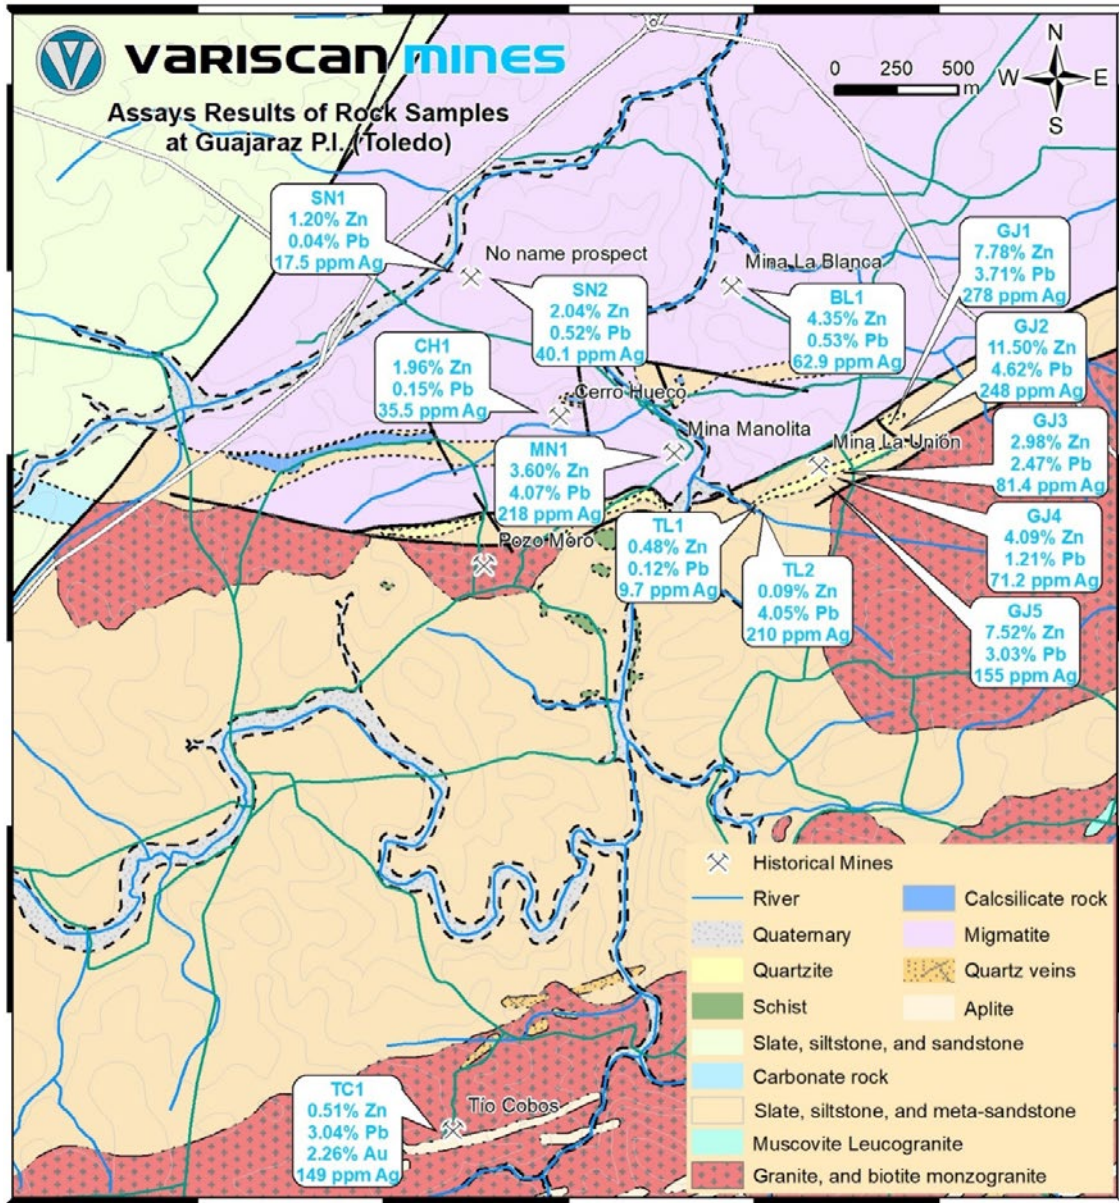 VARISCAN MINES
Assays Results of Rock Samples
at Guajaraz P.I. (Toledo)
0 250 500
m
N
W E
S
SN1
1.20% Zn
0.04% Pb
17.5 ppm Ag
No name prospect
SN2
2.04% Zn
0.52% Pb
40.1 ppm Ag
Mina La Blanca
BL1
4.35% Zn
0.53% Pb
62.9 ppm Ag
GJ1
7.78% Zn
3.71% Pb
278 ppm Ag
GJ2
11.50% Zn
4.62% Pb
248 ppm Ag
CH1
1.96% Zn
0.15% Pb
35.5 ppm Ag
Cerro Hueco
MN1
3.60% Zn
4.07% Pb
218 ppm Ag
Mina Manolita
Mina La Unión
GJ3
2.98% Zn
2.47% Pb
81.4 ppm Ag
GJ4
4.09% Zn
1.21% Pb
71.2 ppm Ag
Pozo Moro
TL1
0.48% Zn
0.12% Pb
9.7 ppm Ag
TL2
0.09% Zn
4.05% Pb
210 ppm Ag
GJ5
7.52% Zn
3.03% Pb
155 ppm Ag
TC1
0.51% Zn
3.04% Pb
2.26% Au
149 ppm Ag
Tio Cobos
Historical Mines
River
Calcsilicate rock
Quaternary
Migmatite
Quartzite
Quartz veins
Schist
Aplite
Slate, siltstone, and sandstone
Carbonate rock
Slate, siltstone, and meta-sandstone
Muscovite Leucogranite
Granite, and biotite monzogranite